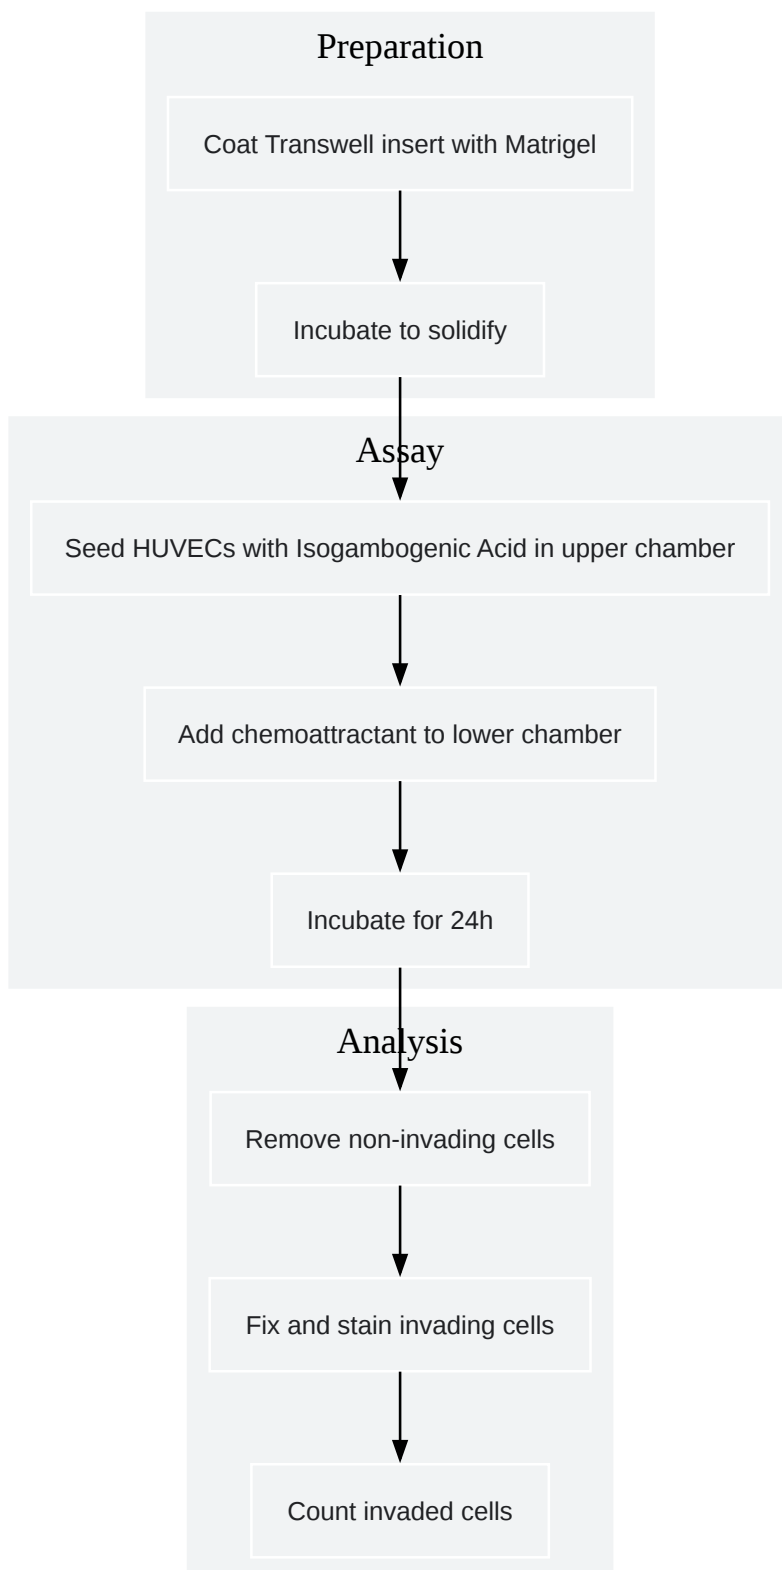 Preparation
Coat Transwell insert with Matrigel
Incubate to solidify
Assay
Seed HUVECs with Isogambogenic Acid in upper chamber
Add chemoattractant to lower chamber
Incubate for 24h
Analysis
Remove non-invading cells
Fix and stain invading cells
Count invaded cells